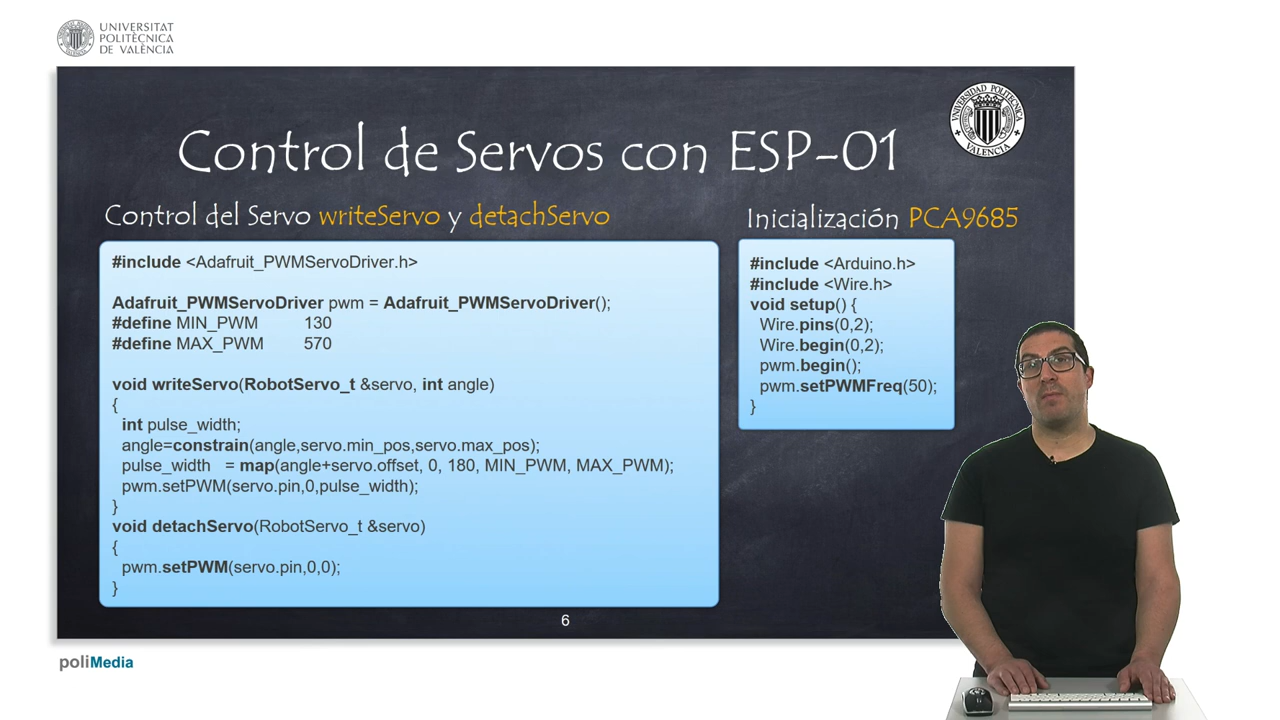 UNIVERSITAT
POLITÈCNICA
DE VALÈNCIA
UNIVERSIDAD POLITECNICA
VALENCIA
Control de Servos con ESP-01
Control del Servo writeServo y detachServo
#include <Adafruit_PWMServoDriver.h>
Adafruit_PWMServoDriver pwm = Adafruit_PWMServoDriver();
#define MIN_PWM 130
#define MAX_PWM 570
void writeServo(RobotServo_t &servo, int angle)
{
int pulse_width;
angle=constrain(angle,servo.min_pos,servo.max_pos);
pulse_width = map(angle+servo.offset, 0, 180, MIN_PWM, MAX_PWM);
pwm.setPWM(servo.pin,0,pulse_width);
}
void detachServo(RobotServo_t &servo)
{
pwm.setPWM(servo.pin,0,0);
}
Inicialización PCA9685
#include <Arduino.h>
#include <Wire.h>
void setup() {
Wire.pins(0,2);
Wire.begin(0,2);
pwm.begin();
pwm.setPWMFreq(50);
}
6
poliMedia